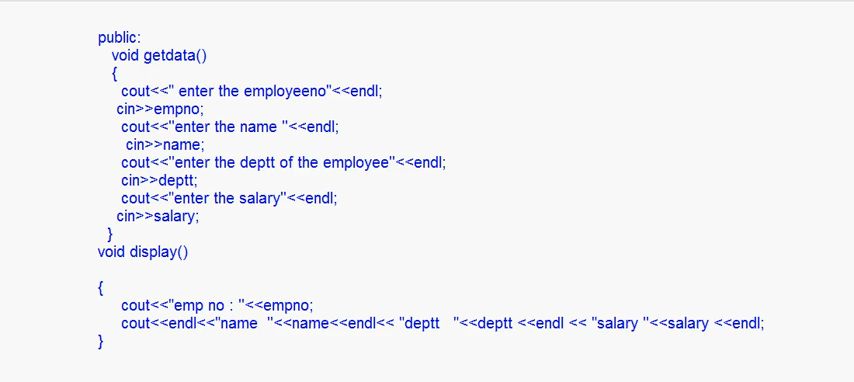 public:
void getdata()
{
cout<<" enter the employeeno"<<endl;
cin>>empno;
cout<<"enter the name "<<endl;
cin>>name;
cout<<"enter the deptt of the employee"<<endl;
cin>>deptt;
cout<<"enter the salary"<<endl;
cin>>salary;
}
void display()
{
cout<<"emp no : "<<empno;
cout<<endl<<"name  "<<name<<endl<< "deptt   "<<deptt <<endl << "salary "<<salary <<endl;
}